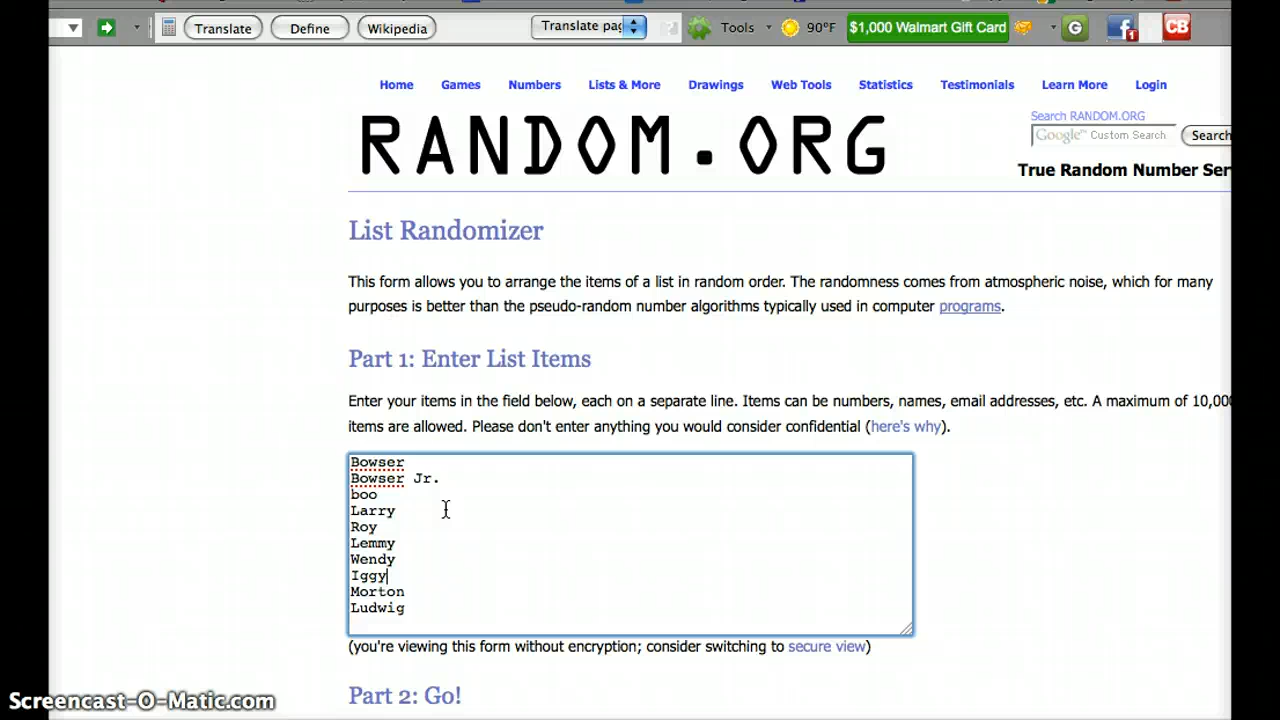 Translate Define Wikipedia Translate pag Tools 90°F $1,000 Walmart Gift Card G f 1 CB
Home Games Numbers Lists & More Drawings Web Tools Statistics Testimonials Learn More Login
RANDOM.ORG
Search RANDOM.ORG
Google™ Custom Search Search
True Random Number Ser
List Randomizer
This form allows you to arrange the items of a list in random order. The randomness comes from atmospheric noise, which for many
purposes is better than the pseudo-random number algorithms typically used in computer programs.
Part 1: Enter List Items
Enter your items in the field below, each on a separate line. Items can be numbers, names, email addresses, etc. A maximum of 10,000
items are allowed. Please don't enter anything you would consider confidential (here's why).
Bowser
Bowser Jr.
boo
Larry
Roy
Lemmy
Wendy
Iggy
Morton
Ludwig
(you're viewing this form without encryption; consider switching to secure view)
Part 2: Go!
Screencast-O-Matic.com